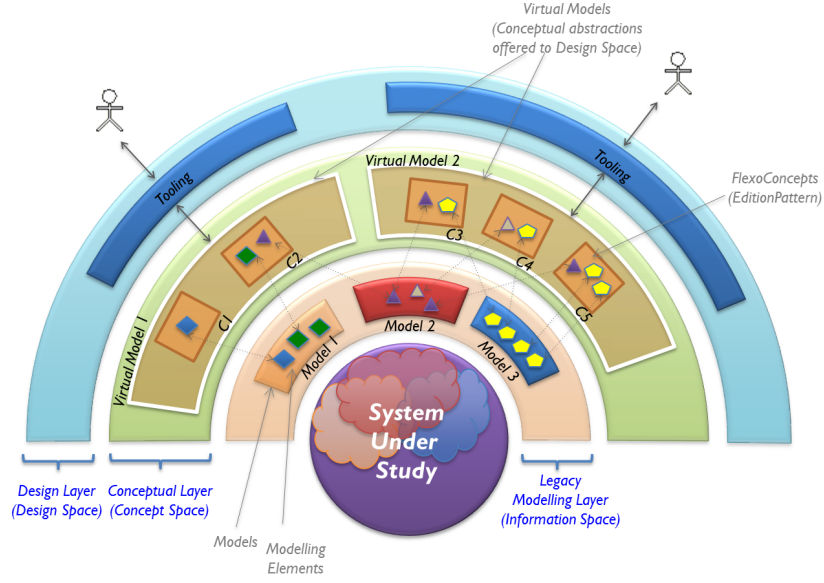 Virtual Models
(Conceptual abstractions
offered to Design Space)
Tooling
Virtual Model 2
Tooling
FlexoConcepts
(EditionPattern)
C3
C2
C4
C1
C5
Virtual Model 1
Model 2
Model 1
Model 3
System
Under
Study
Design Layer
(Design Space)
Conceptual Layer
(Concept Space)
Legacy
Modelling Layer
(Information Space)
Models
Modelling
Elements